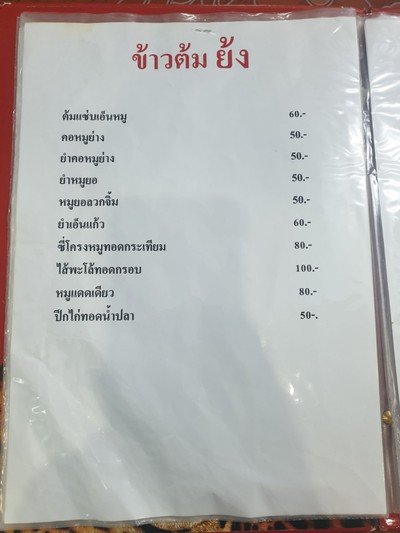 ข้าวต้ม ย้ง
ต้มแซ่บเอ็นหมู 60.-
คอหมูย่าง 50.-
ยำคอหมูย่าง 50.-
ยำหมูยอ 50.-
หมูยอลวกจิ้ม 50.-
ยำเอ็นแก้ว 60.-
ซี่โครงหมูทอดกระเทียม 80.-
ไส้พะโล้ทอดกรอบ 100.-
หมูแดดเดียว 80.-
ปีกไก่ทอดน้ำปลา 50-.